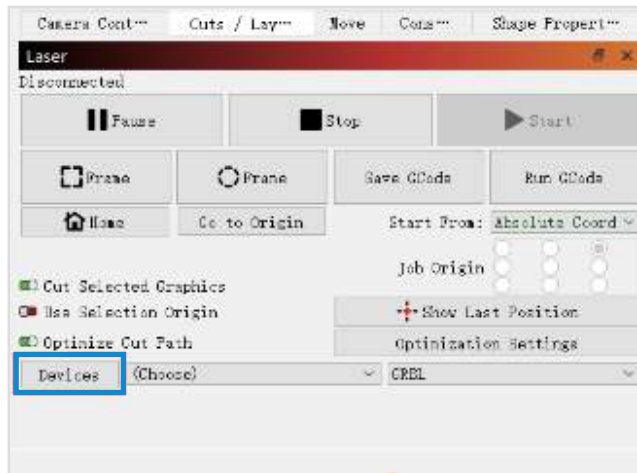 Camera Cont··· Cuts / Lay··· Move Cons··· Shape Propert···
Laser
Disconnected
Pause Stop Start
Frame Frame Save GCode Run GCode
Home Go to Origin Start From: Absolute Coord
Job Origin
Cut Selected Graphics
Use Selection Origin Show Last Position
Optimize Cut Path Optimization Settings
Devices (Choose) GRBL